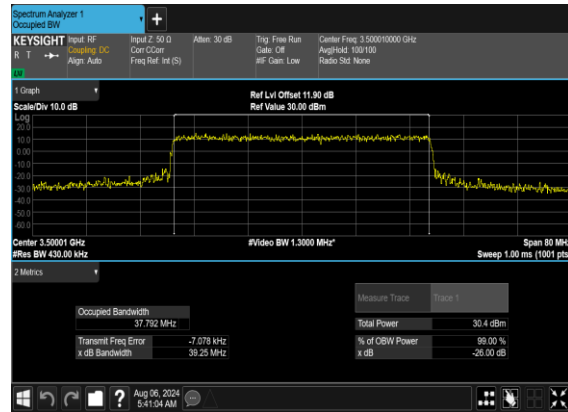 Spectrum Analyzer 1
Occupied BW
+
KEYSIGHT Input: RF Input Z: 50 Ω Atten: 30 dB Trig: Free Run Center Freq: 3.500010000 GHz
R T Coupling: DC Corr CCorr Gate: Off Avg|Hold: 100/100
Align: Auto Freq Ref: Int (S) #IF Gain: Low Radio Std: None
1 Graph Ref Lvl Offset 11.90 dB
Scale/Div 10.0 dB Ref Value 30.00 dBm
Log
20.0
10.0
0.00
-10.0
-20.0
-30.0
-40.0
-50.0
-60.0
Center 3.50001 GHz #Video BW 1.3000 MHz* Span 80 MHz
#Res BW 430.00 kHz Sweep 1.00 ms (1001 pts
2 Metrics
Measure Trace Trace 1
Occupied Bandwidth
37.792 MHz Total Power 30.4 dBm
Transmit Freq Error -7.078 kHz % of OBW Power 99.00 %
x dB Bandwidth 39.25 MHz x dB -26.00 dB
? Aug 06, 2024
5:41:04 AM